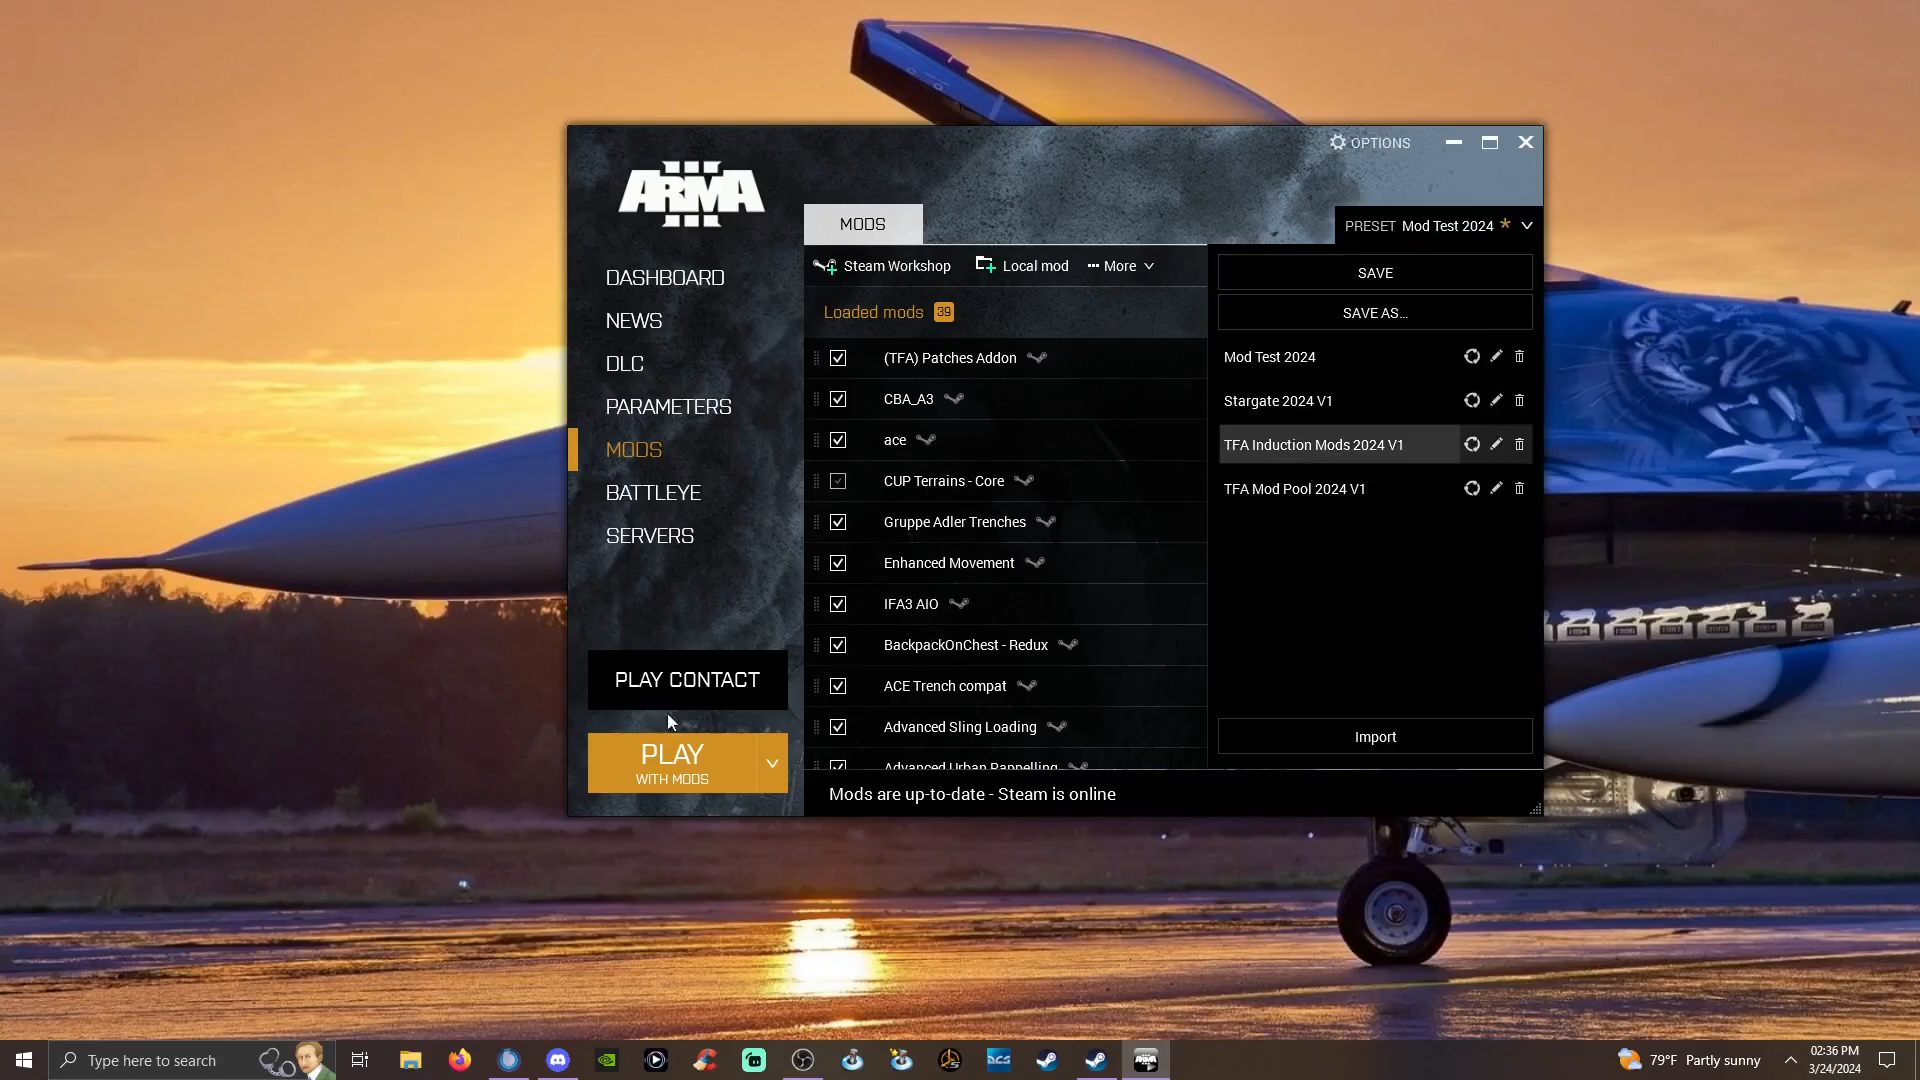 OPTIONS
ARMA III
MODS
PRESET Mod Test 2024 *
DASHBOARD
NEWS
DLC
PARAMETERS
MODS
BATTLEYE
SERVERS
PLAY CONTACT
PLAY
WITH MODS
Steam Workshop
Local mod
More
Loaded mods 39
(TFA) Patches Addon
CBA_A3
ace
CUP Terrains - Core
Gruppe Adler Trenches
Enhanced Movement
IFA3 AIO
BackpackOnChest - Redux
ACE Trench compat
Advanced Sling Loading
Advanced Urban Rappelling
SAVE
SAVE AS...
Mod Test 2024
Stargate 2024 V1
TFA Induction Mods 2024 V1
TFA Mod Pool 2024 V1
Import
Mods are up-to-date - Steam is online
Type here to search
DCS
79°F Partly sunny
02:36 PM
3/24/2024